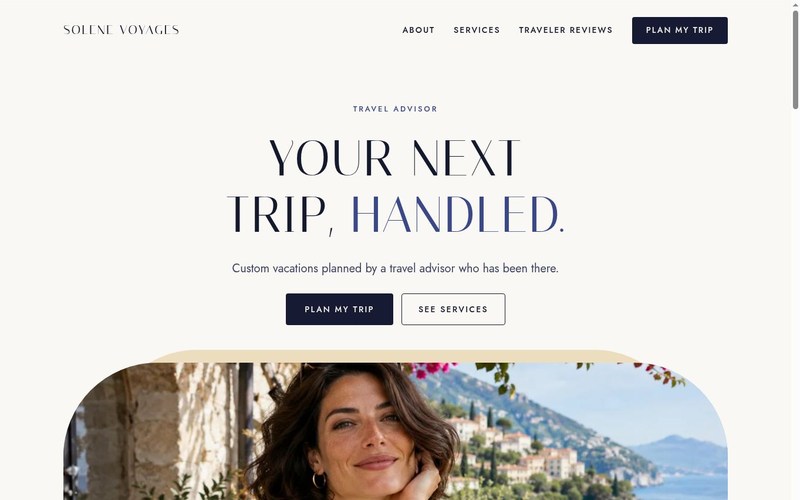 SOLENE VOYAGES
ABOUT SERVICES TRAVELER REVIEWS PLAN MY TRIP
TRAVEL ADVISOR
YOUR NEXT
TRIP, HANDLED.
Custom vacations planned by a travel advisor who has been there.
PLAN MY TRIP SEE SERVICES